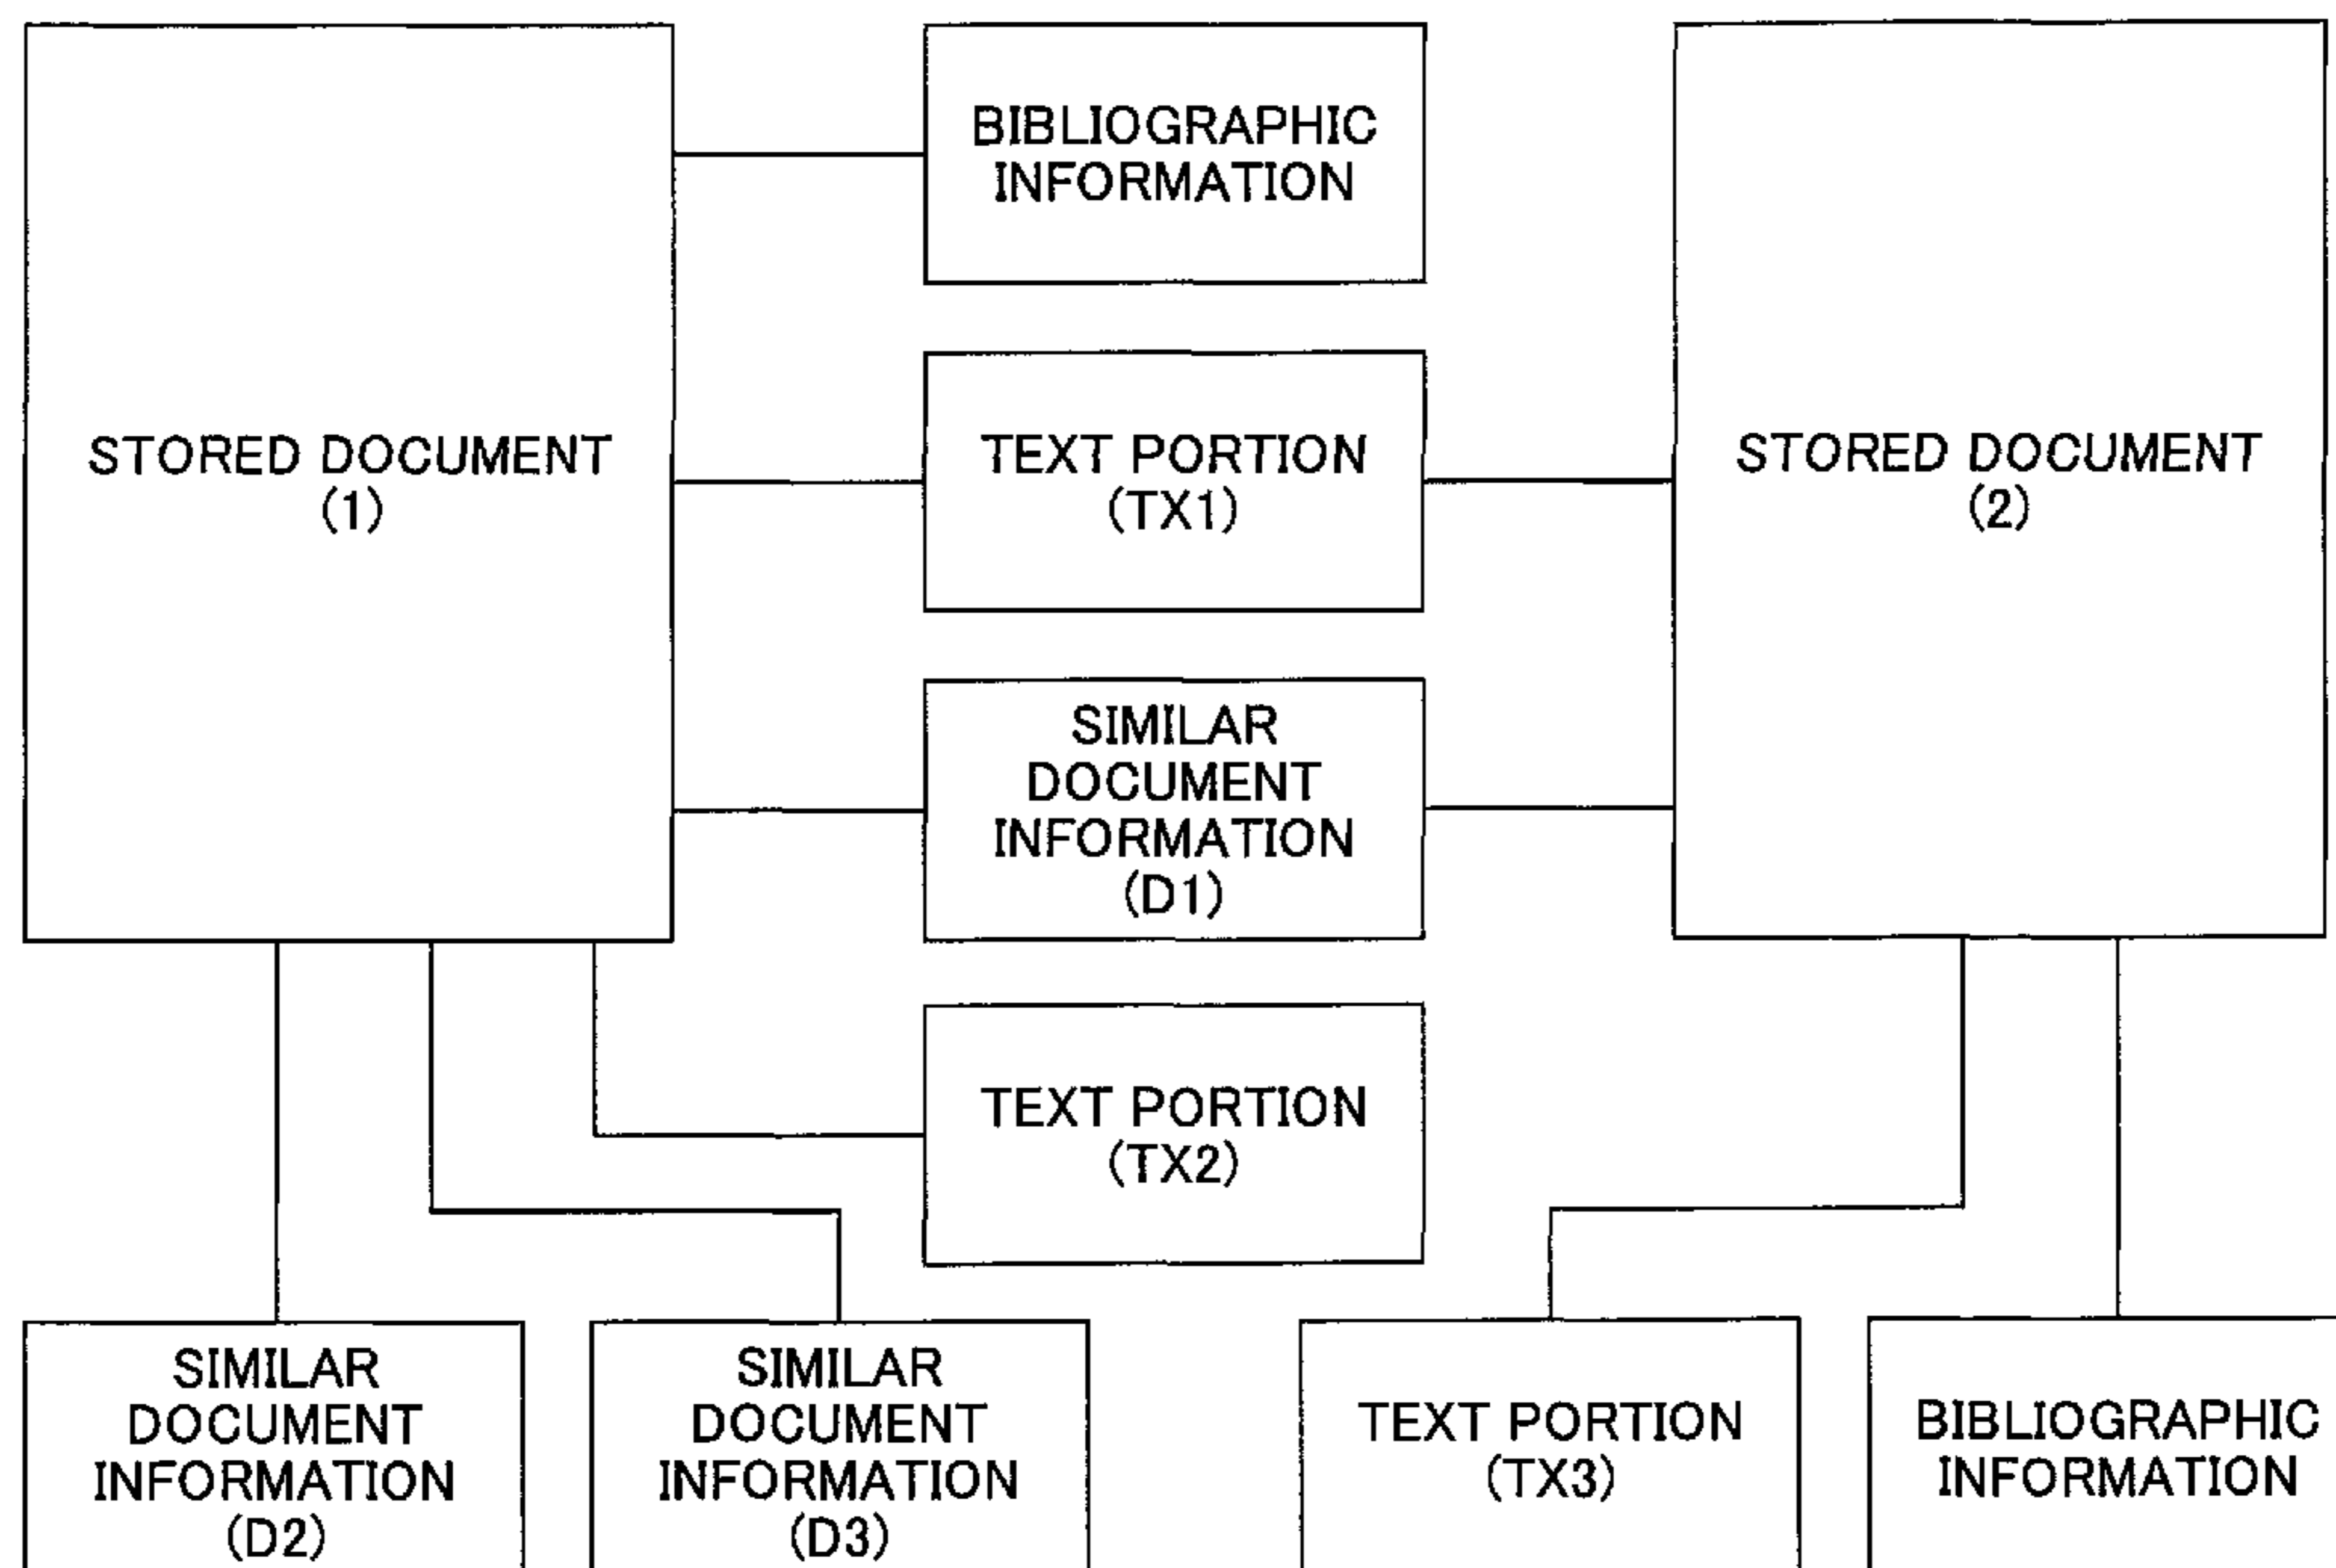 BIBLIOGRAPHIC
INFORMATION
STORED DOCUMENT
(1)
TEXT PORTION
(TX1)
STORED DOCUMENT
(2)
SIMILAR
DOCUMENT
INFORMATION
(D1)
TEXT PORTION
(TX2)
SIMILAR
DOCUMENT
INFORMATION
(D2)
SIMILAR
DOCUMENT
INFORMATION
(D3)
TEXT PORTION
(TX3)
BIBLIOGRAPHIC
INFORMATION